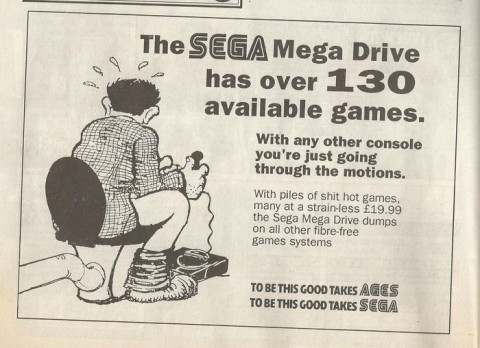 The SEGA Mega Drive
has over 130
available games.
With any other console
you're just going
through the motions.
With piles of shit hot games,
many at a strain-less £19.99
the Sega Mega Drive dumps
on all other fibre-free
games systems
TO BE THIS GOOD TAKES AGES
TO BE THIS GOOD TAKES SEGA